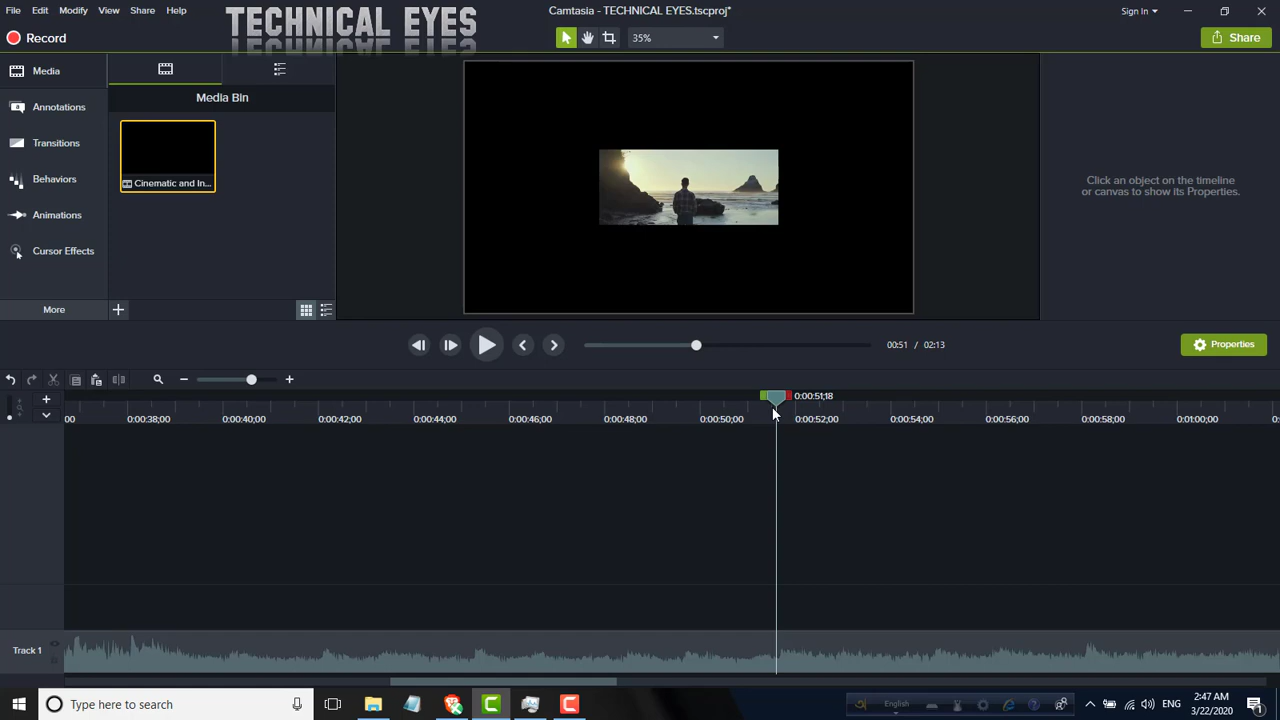 File Edit Modify View Share Help
TECHNICAL EYES
Camtasia - TECHNICAL EYES.tscproj*
Sign In
Record
35%
Share
Media
Annotations
Transitions
Behaviors
Animations
Cursor Effects
More
Media Bin
Cinematic and In...
Click an object on the timeline
or canvas to show its Properties.
00:51 / 02:13
Properties
0:00:51;18
00 0:00:38;00 0:00:40;00 0:00:42;00 0:00:44;00 0:00:46;00 0:00:48;00 0:00:50;00 0:00:52;00 0:00:54;00 0:00:56;00 0:00:58;00 0:01:00;00 0:
Track 1
Type here to search
English
ENG
2:47 AM
3/22/2020